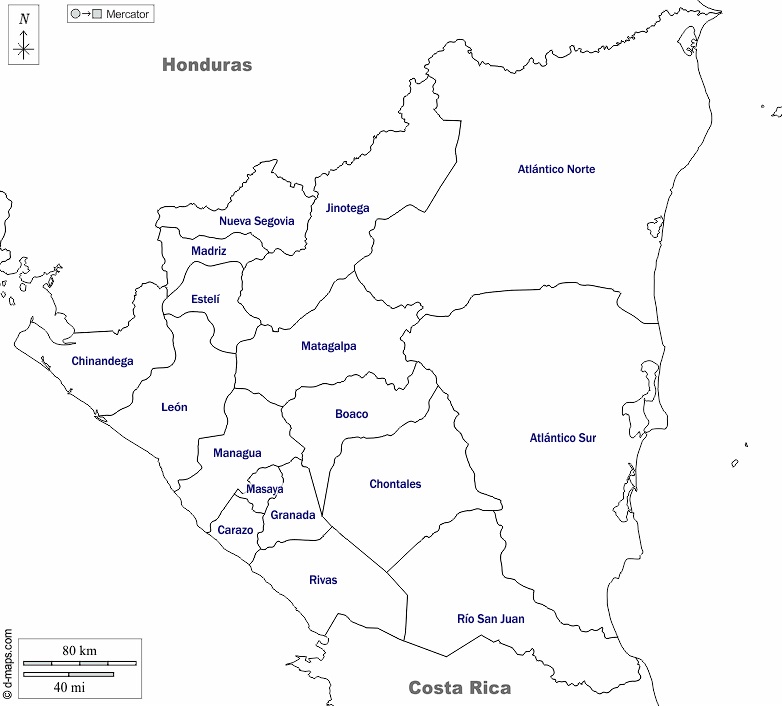 N
Mercator
Honduras
Atlántico Norte
Jinotega
Nueva Segovia
Madriz
Estelí
Matagalpa
Chinandega
León
Boaco
Atlántico Sur
Managua
Chontales
Masaya
Granada
Carazo
Rivas
Río San Juan
80 km
40 mi
Costa Rica
© d-maps.com